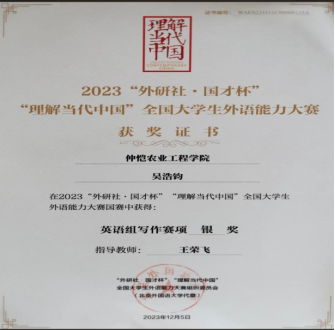 理解
当代
中国
2023“外研社·国才杯”
“理解当代中国”全国大学生外语能力大赛
获奖证书
仲恺农业工程学院
吴浩钧
在2023“外研社·国才杯”“理解当代中国”全国大学生
外语能力大赛国赛中获得：
英语组写作赛项 银 奖
指导教师： 王荣飞
“外研社·国才杯”“理解当代中国”
全国大学生外语能力大赛组织委员会
（北京外国语大学代章）
2023年12月5日